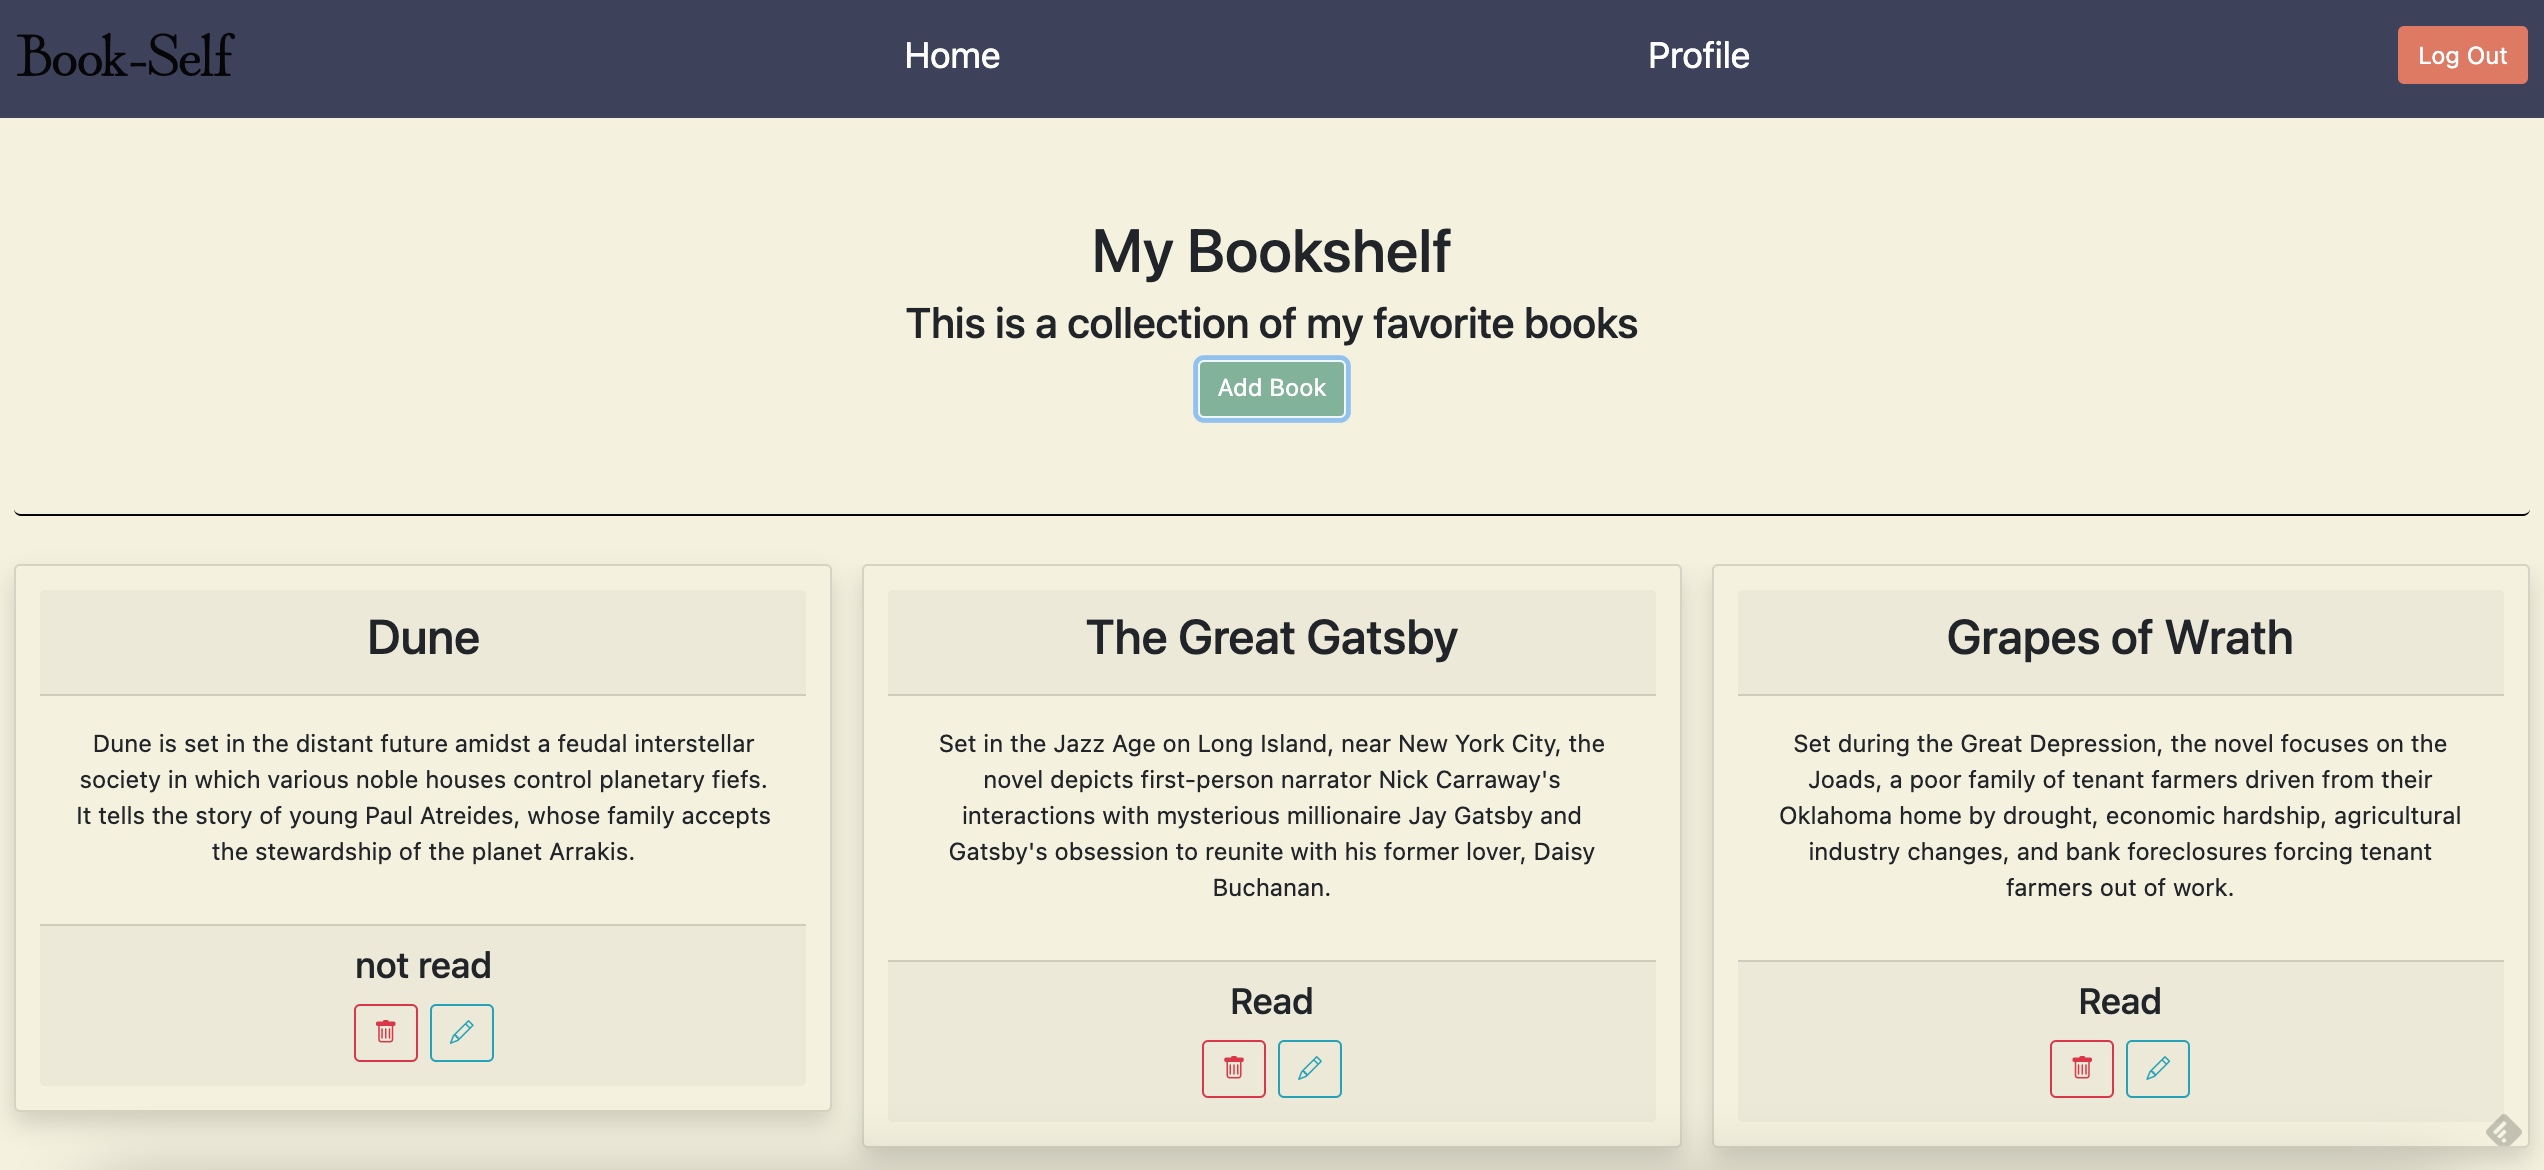 Book-Self
Home
Profile
Log Out
My Bookshelf
This is a collection of my favorite books
Add Book
Dune
Dune is set in the distant future amidst a feudal interstellar
society in which various noble houses control planetary fiefs.
It tells the story of young Paul Atreides, whose family accepts
the stewardship of the planet Arrakis.
not read
The Great Gatsby
Set in the Jazz Age on Long Island, near New York City, the
novel depicts first-person narrator Nick Carraway's
interactions with mysterious millionaire Jay Gatsby and
Gatsby's obsession to reunite with his former lover, Daisy
Buchanan.
Read
Grapes of Wrath
Set during the Great Depression, the novel focuses on the
Joads, a poor family of tenant farmers driven from their
Oklahoma home by drought, economic hardship, agricultural
industry changes, and bank foreclosures forcing tenant
farmers out of work.
Read